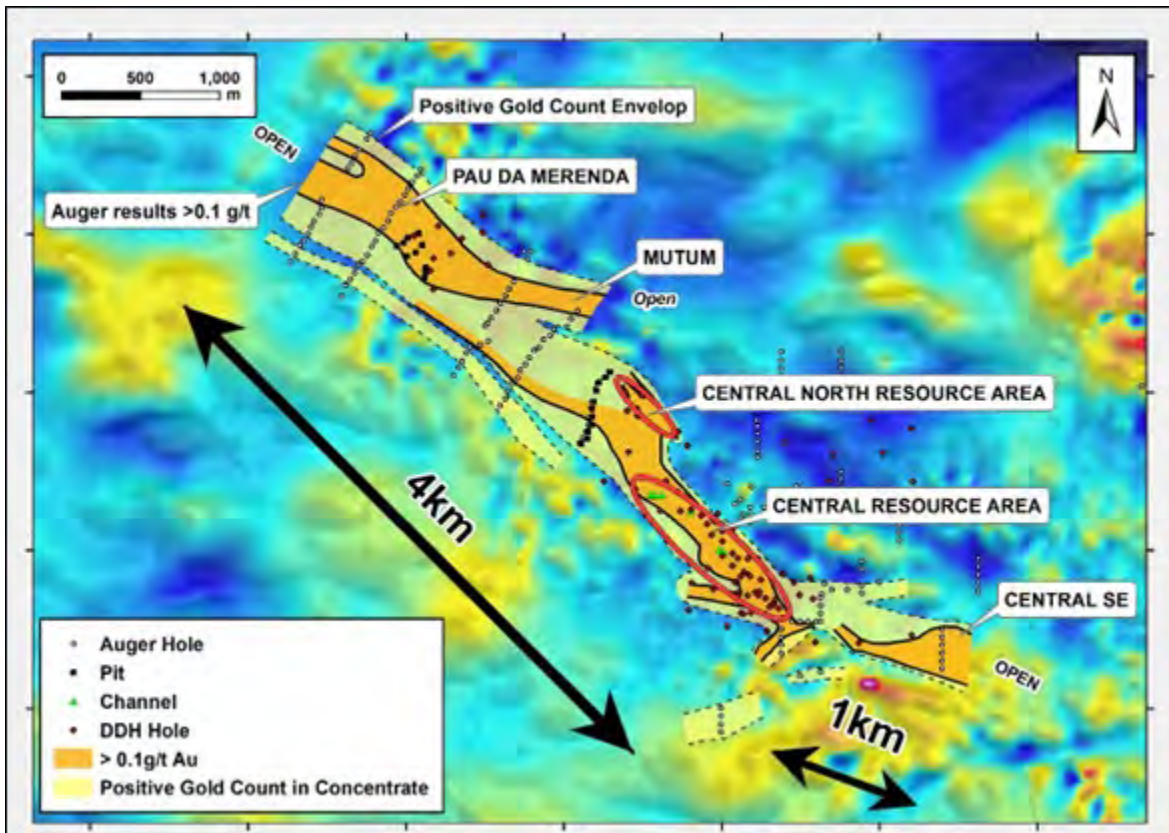 0 500 1,000
m
N
Positive Gold Count Envelop
OPEN
PAU DA MERENDA
Auger results >0.1 g/t
MUTUM
Open
CENTRAL NORTH RESOURCE AREA
4km
CENTRAL RESOURCE AREA
CENTRAL SE
OPEN
1km
Auger Hole
Pit
Channel
DDH Hole
> 0.1g/t Au
Positive Gold Count in Concentrate